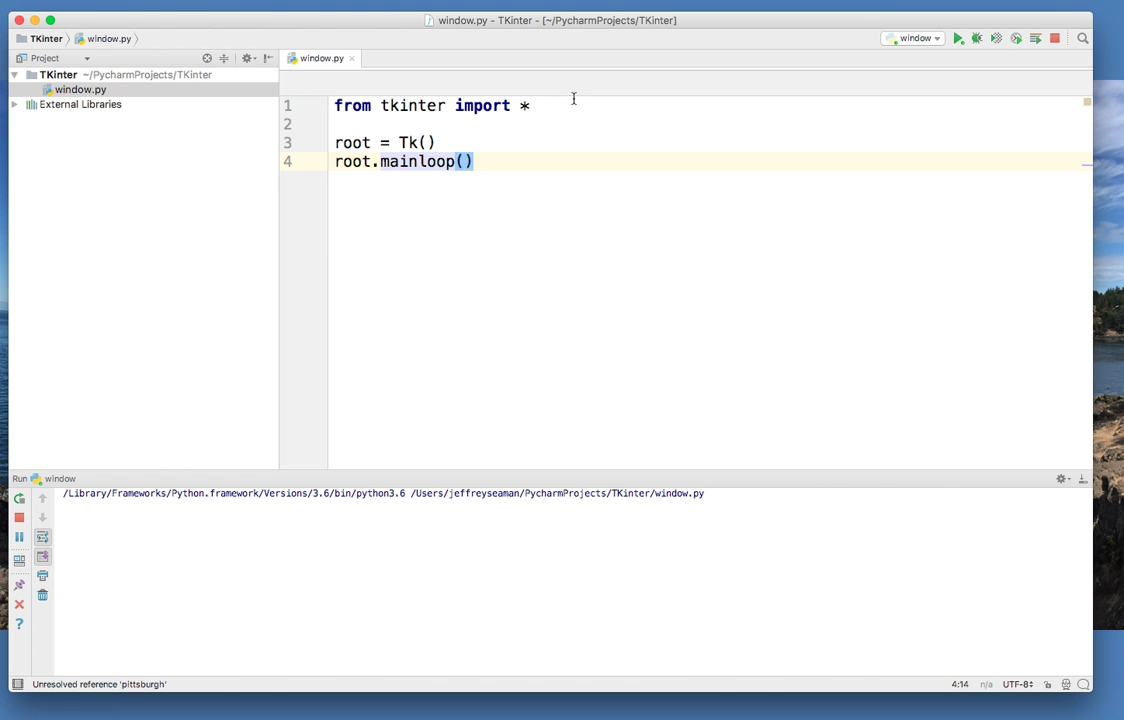 window.py - TKinter - [~/PycharmProjects/TKinter]
TKinter window.py window
Project window.py
TKinter ~/PycharmProjects/TKinter
window.py
External Libraries
1 from tkinter import *
2
3 root = Tk()
4 root.mainloop()
Run window
/Library/Frameworks/Python.framework/Versions/3.6/bin/python3.6 /Users/jeffreyseaman/PycharmProjects/TKinter/window.py
?
Unresolved reference 'pittsburgh' 4:14 n/a UTF-8